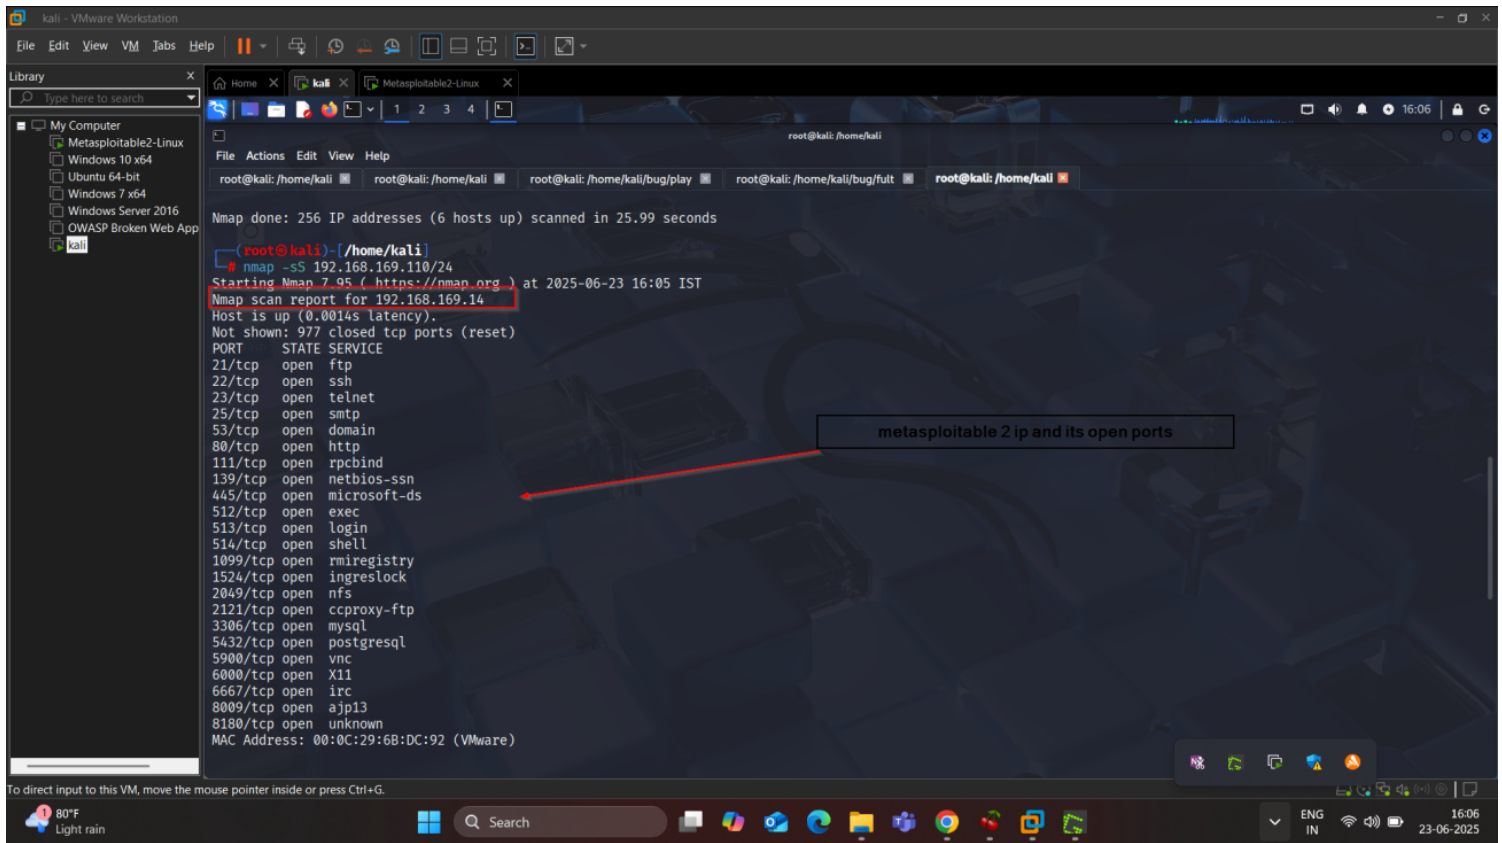 kali - VMware Workstation
File Edit View VM Tabs Help
Library X
Type here to search
Home X kali X Metasploitable2-Linux X
My Computer
Metasploitable2-Linux
Windows 10 x64
Ubuntu 64-bit
Windows 7 x64
Windows Server 2016
OWASP Broken Web App
kali
1 2 3 4
16:06
root@kali: /home/kali
File Actions Edit View Help
root@kali: /home/kali root@kali: /home/kali root@kali: /home/kali/bug/play root@kali: /home/kali/bug/fult root@kali: /home/kali
Nmap done: 256 IP addresses (6 hosts up) scanned in 25.99 seconds
(root㉿kali)-[/home/kali]
# nmap -sS 192.168.169.110/24
Starting Nmap 7.95 ( https://nmap.org ) at 2025-06-23 16:05 IST
Nmap scan report for 192.168.169.14
Host is up (0.0014s latency).
Not shown: 977 closed tcp ports (reset)
PORT STATE SERVICE
21/tcp open ftp
22/tcp open ssh
23/tcp open telnet
25/tcp open smtp
53/tcp open domain
80/tcp open http
111/tcp open rpcbind
139/tcp open netbios-ssn
445/tcp open microsoft-ds
512/tcp open exec
513/tcp open login
514/tcp open shell
1099/tcp open rmiregistry
1524/tcp open ingreslock
2049/tcp open nfs
2121/tcp open ccproxy-ftp
3306/tcp open mysql
5432/tcp open postgresql
5900/tcp open vnc
6000/tcp open X11
6667/tcp open irc
8009/tcp open ajp13
8180/tcp open unknown
MAC Address: 00:0C:29:6B:DC:92 (VMware)
metasploitable 2 ip and its open ports
To direct input to this VM, move the mouse pointer inside or press Ctrl+G.
1
80°F
Light rain
Search
ENG
IN
16:06
23-06-2025